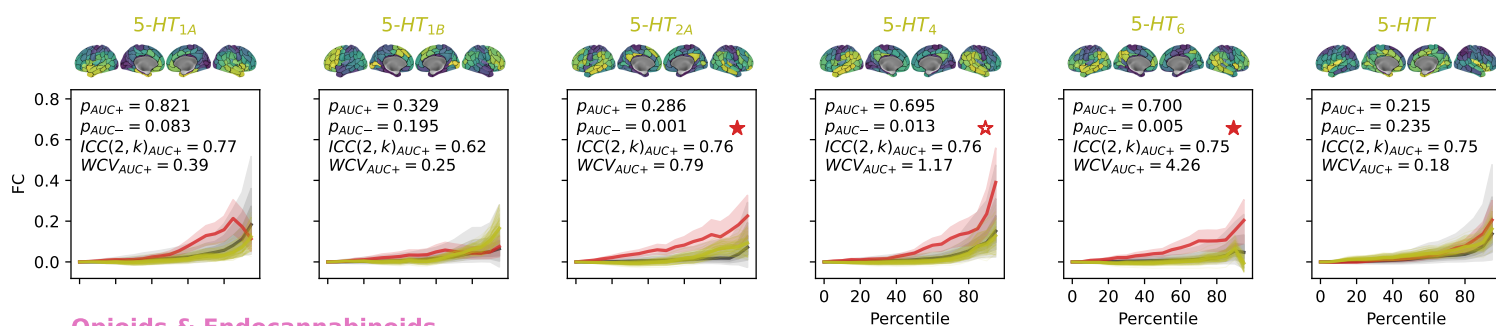 5-HT1A 5-HT1B 5-HT2A 5-HT4 5-HT6 5-HTT
FC
0.8
0.6
0.4
0.2
0.0
pAUC+ = 0.821
pAUC− = 0.083
ICC(2, k)AUC+ = 0.77
WCVAUC+ = 0.39
pAUC+ = 0.329
pAUC− = 0.195
ICC(2, k)AUC+ = 0.62
WCVAUC+ = 0.25
pAUC+ = 0.286
pAUC− = 0.001
ICC(2, k)AUC+ = 0.76
WCVAUC+ = 0.79
pAUC+ = 0.695
pAUC− = 0.013
ICC(2, k)AUC+ = 0.76
WCVAUC+ = 1.17
pAUC+ = 0.700
pAUC− = 0.005
ICC(2, k)AUC+ = 0.75
WCVAUC+ = 4.26
pAUC+ = 0.215
pAUC− = 0.235
ICC(2, k)AUC+ = 0.75
WCVAUC+ = 0.18
0 20 40 60 80
Percentile
0 20 40 60 80
Percentile
0 20 40 60 80
Percentile
Opioids & Endocannabinoids